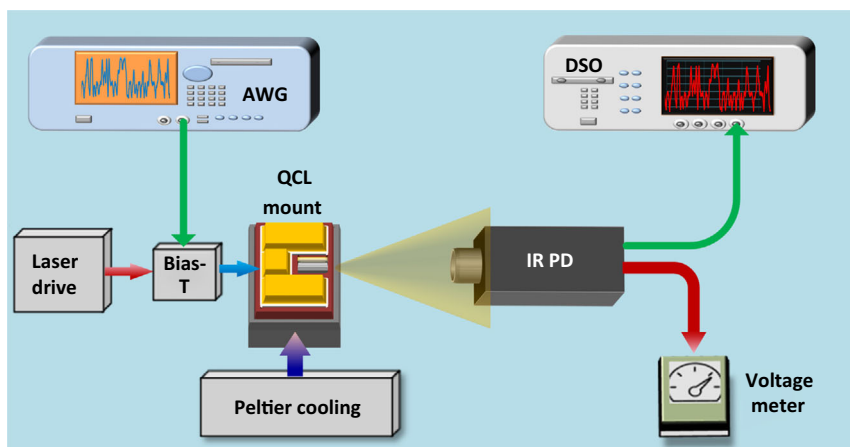 AWG
DSO
QCL
mount
Laser
drive
Bias-
T
IR PD
Peltier cooling
Voltage
meter